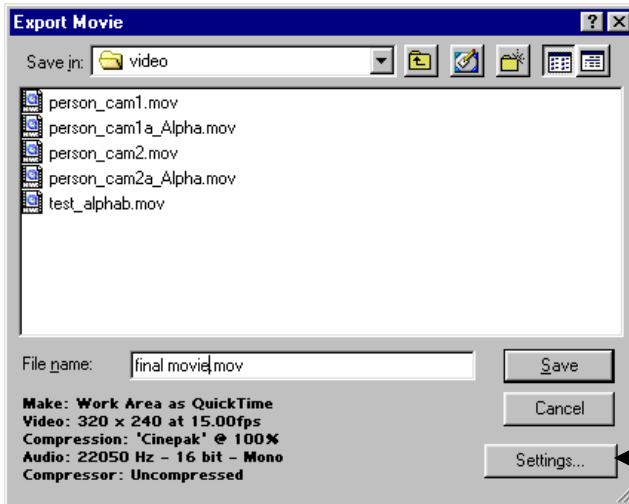 Export Movie
Save in: video
person_cam1.mov
person_cam1a_Alpha.mov
person_cam2.mov
person_cam2a_Alpha.mov
test_alphab.mov
File name: final movie.mov
Save
Make: Work Area as QuickTime
Video: 320 x 240 at 15.00fps
Cancel
Compression: 'Cinepak' @ 100%
Audio: 22050 Hz - 16 bit - Mono
Settings...
Compressor: Uncompressed